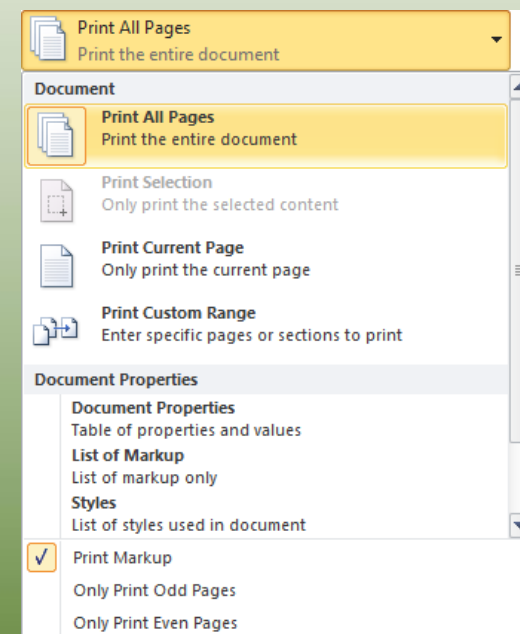 Print All Pages
Print the entire document
Document
Print All Pages
Print the entire document
Print Selection
Only print the selected content
Print Current Page
Only print the current page
Print Custom Range
Enter specific pages or sections to print
Document Properties
Document Properties
Table of properties and values
List of Markup
List of markup only
Styles
List of styles used in document
Print Markup
Only Print Odd Pages
Only Print Even Pages